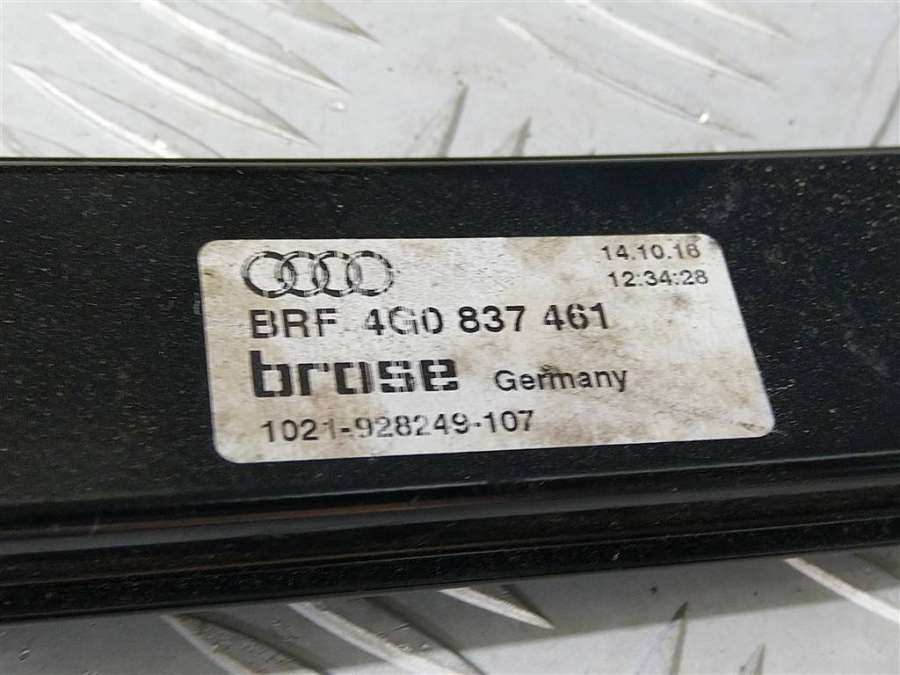 14.10.16
12:34:28
BRF 4G0 837 461
brose Germany
1021-928249-107